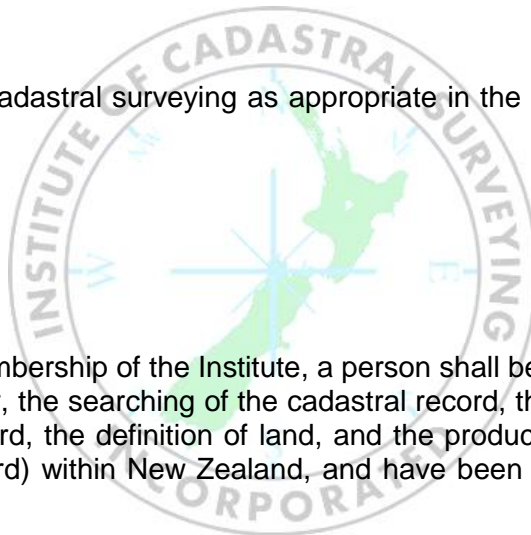 INSTITUTE OF CADASTRAL SURVEYING
INCORPORATED
N
NW
W
E
adastral surveying as appropriate in the
mbership of the Institute, a person shall be
, the searching of the cadastral record, th
rd, the definition of land, and the produc
rd) within New Zealand, and have been